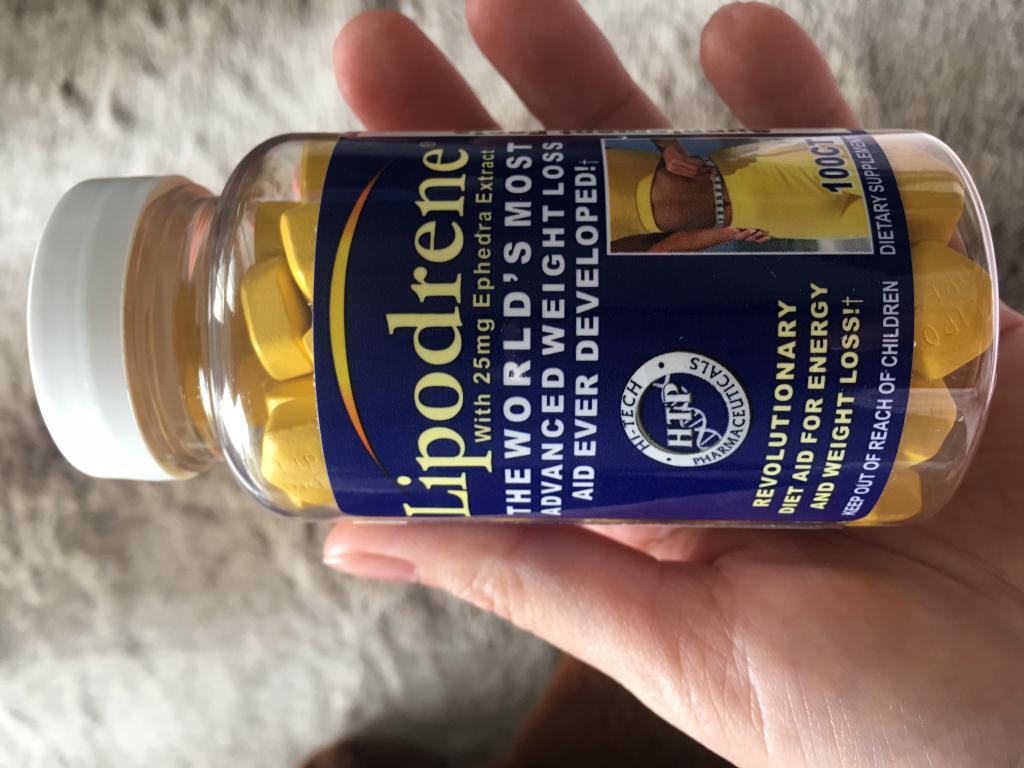 Lipodrene®
With 25mg Ephedra Extract
THE WORLD'S MOST
ADVANCED WEIGHT LOSS
AID EVER DEVELOPED!†
HI-TECH
HTP
PHARMACEUTICALS
REVOLUTIONARY
DIET AID FOR ENERGY
AND WEIGHT LOSS!†
100CT
KEEP OUT OF REACH OF CHILDREN
DIETARY SUPPLEMENT